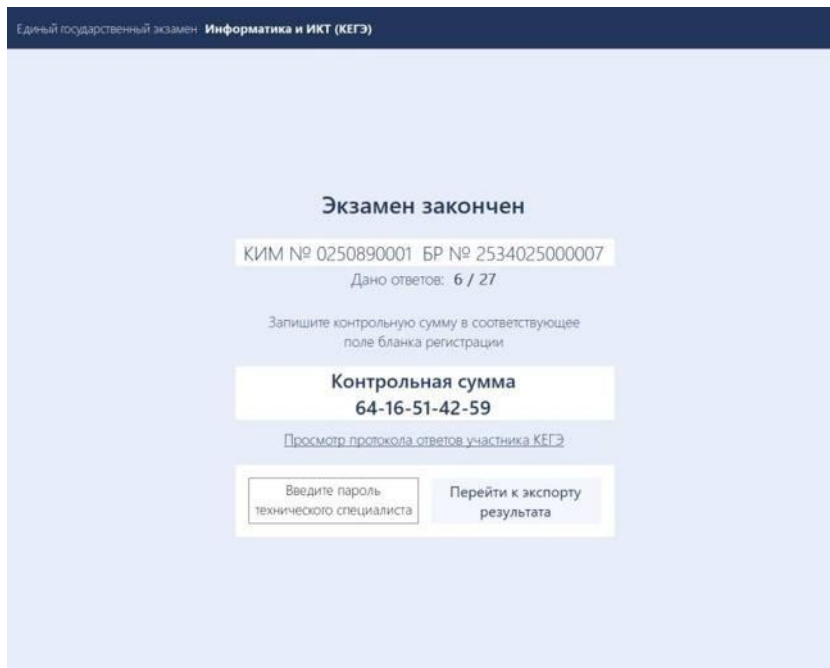 Единый государственный экзамен Информатика и ИКТ (КЕГЭ)
Экзамен закончен
КИМ № 0250890001 БР № 2534025000007
Дано ответов: 6 / 27
Запишите контрольную сумму в соответствующее
поле бланка регистрации
Контрольная сумма
64-16-51-42-59
Просмотр протокола ответов участника КЕГЭ
Введите пароль
технического специалиста
Перейти к экспорту
результата